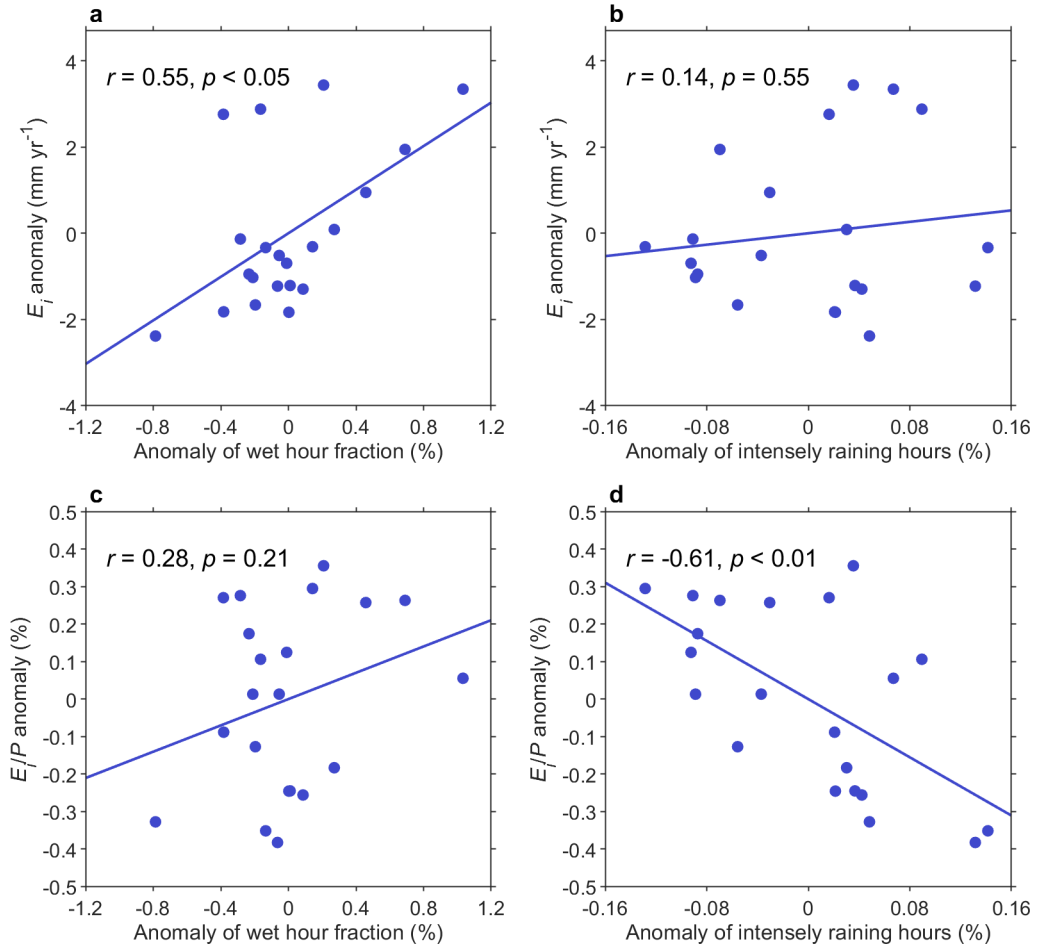 a
r = 0.55, p < 0.05
4
2
0
-2
-4
E_i anomaly (mm yr^-1)
-1.2 -0.8 -0.4 0 0.4 0.8 1.2
Anomaly of wet hour fraction (%)
b
r = 0.14, p = 0.55
4
2
0
-2
-4
E_i anomaly (mm yr^-1)
-0.16 -0.08 0 0.08 0.16
Anomaly of intensely raining hours (%)
c
r = 0.28, p = 0.21
0.5
0.4
0.3
0.2
0.1
0
-0.1
-0.2
-0.3
-0.4
-0.5
E_i/P anomaly (%)
-1.2 -0.8 -0.4 0 0.4 0.8 1.2
Anomaly of wet hour fraction (%)
d
r = -0.61, p < 0.01
0.5
0.4
0.3
0.2
0.1
0
-0.1
-0.2
-0.3
-0.4
-0.5
E_i/P anomaly (%)
-0.16 -0.08 0 0.08 0.16
Anomaly of intensely raining hours (%)